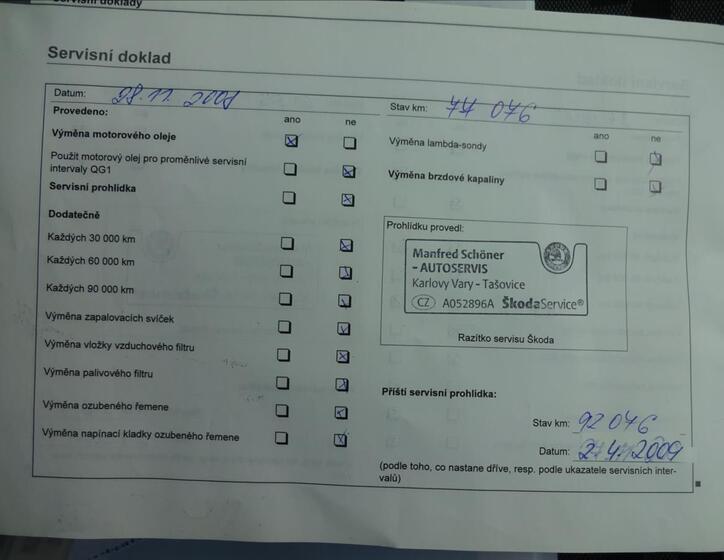 Servisní doklady
Servisní doklad
Datum: 28.11. 2008
Provedeno:
ano ne
Výměna motorového oleje
Použit motorový olej pro proměnlivé servisní
intervaly QG1
Servisní prohlídka
Dodatečně
Každých 30 000 km
Každých 60 000 km
Každých 90 000 km
Výměna zapalovacích svíček
Výměna vložky vzduchového filtru
Výměna palivového filtru
Výměna ozubeného řemene
Výměna napínací kladky ozubeného řemene
Stav km: 77 076
ano ne
Výměna lambda-sondy
Výměna brzdové kapaliny
Prohlídku provedl:
Manfred Schöner
- AUTOSERVIS
Karlovy Vary - Tašovice
CZ A052896A ŠkodaService®
Razítko servisu Škoda
Příští servisní prohlídka:
Stav km: 92 076
Datum: 2009
(podle toho, co nastane dříve, resp. podle ukazatele servisních inter-
valů)